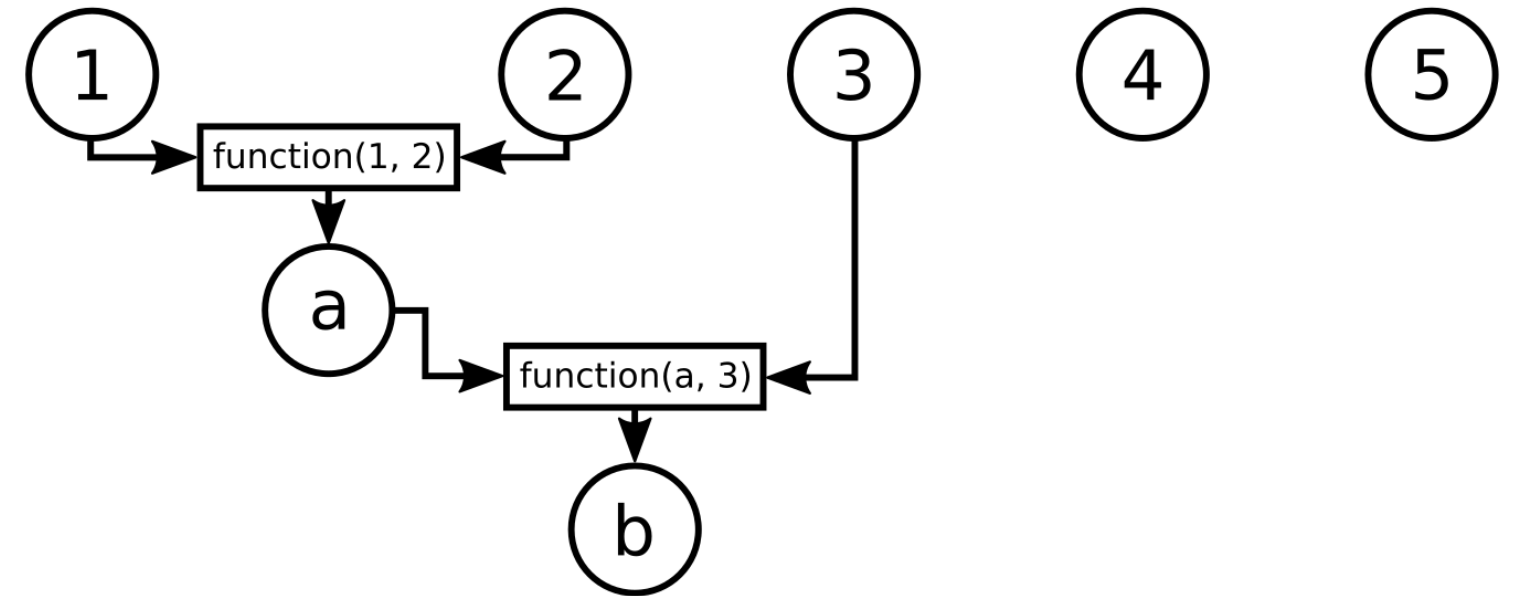 1 2 3 4 5
function(1, 2)
a
function(a, 3)
b